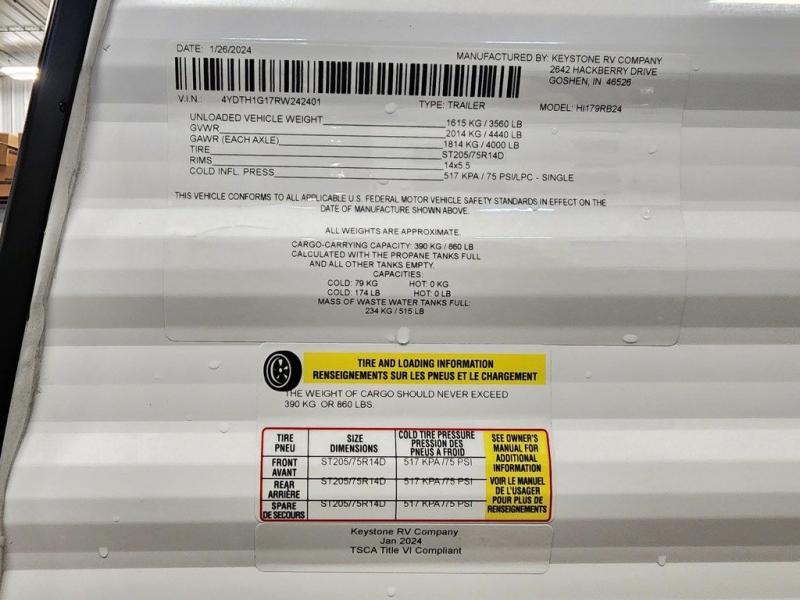 DATE: 1/26/2024
MANUFACTURED BY: KEYSTONE RV COMPANY
2642 HACKBERRY DRIVE
GOSHEN, IN 46526
V.I.N.: 4YDTH1G17RW242401 TYPE: TRAILER MODEL: HI179RB24
UNLOADED VEHICLE WEIGHT 1615 KG / 3560 LB
GVWR 2014 KG / 4440 LB
GAWR (EACH AXLE) 1814 KG / 4000 LB
TIRE ST205/75R14D
RIMS 14x5.5
COLD INFL. PRESS 517 KPA / 75 PSI/LPC - SINGLE
THIS VEHICLE CONFORMS TO ALL APPLICABLE U.S. FEDERAL MOTOR VEHICLE SAFETY STANDARDS IN EFFECT ON THE
DATE OF MANUFACTURE SHOWN ABOVE.
ALL WEIGHTS ARE APPROXIMATE.
CARGO-CARRYING CAPACITY: 390 KG / 860 LB
CALCULATED WITH THE PROPANE TANKS FULL
AND ALL OTHER TANKS EMPTY.
CAPACITIES:
COLD: 79 KG HOT: 0 KG
COLD: 174 LB HOT: 0 LB
MASS OF WASTE WATER TANKS FULL:
234 KG / 515 LB
TIRE AND LOADING INFORMATION
RENSEIGNEMENTS SUR LES PNEUS ET LE CHARGEMENT
THE WEIGHT OF CARGO SHOULD NEVER EXCEED
390 KG OR 860 LBS.
TIRE
PNEU
SIZE
DIMENSIONS
COLD TIRE PRESSURE
PRESSION DES
PNEUS A FROID
SEE OWNER'S
MANUAL FOR
ADDITIONAL
INFORMATION
VOIR LE MANUEL
DE L'USAGER
POUR PLUS DE
RENSEIGNEMENTS
FRONT
AVANT
ST205/75R14D 517 KPA /75 PSI
REAR
ARRIÈRE
ST205/75R14D 517 KPA /75 PSI
SPARE
DE SECOURS
ST205/75R14D 517 KPA /75 PSI
Keystone RV Company
Jan 2024
TSCA Title VI Compliant